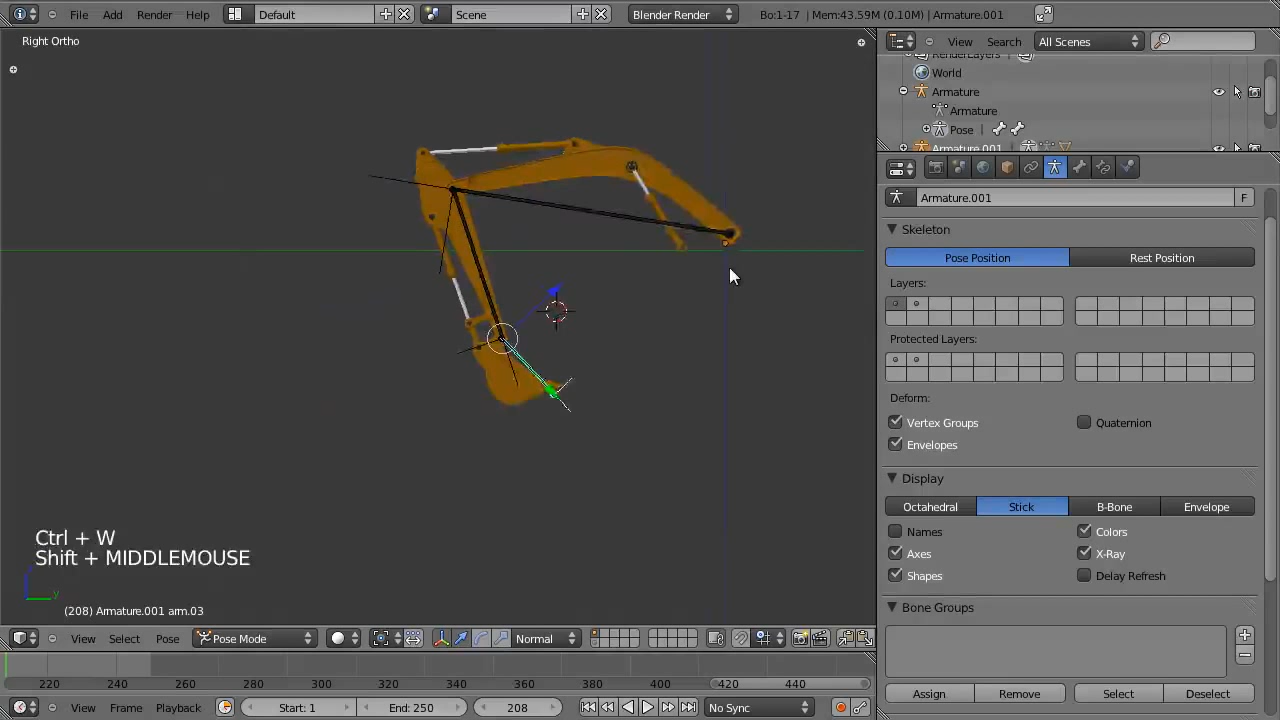 File Add Render Help Default Scene Blender Render Bo:1-17 | Mem:43.59M (0.10M) | Armature.001
Right Ortho
View Search All Scenes
RenderLayers
World
Armature
Armature
Pose
Armature.001
Armature.001 F
Skeleton
Pose Position Rest Position
Layers:
Protected Layers:
Deform:
Vertex Groups Quaternion
Envelopes
Display
Octahedral Stick B-Bone Envelope
Names Colors
Axes X-Ray
Shapes Delay Refresh
Bone Groups
Assign Remove Select Deselect
Ctrl + W
Shift + MIDDLEMOUSE
y
(208) Armature.001 arm.03
View Select Pose Pose Mode Normal
220 240 260 280 300 320 340 360 380 400 420 440
View Frame Playback Start: 1 End: 250 208 No Sync